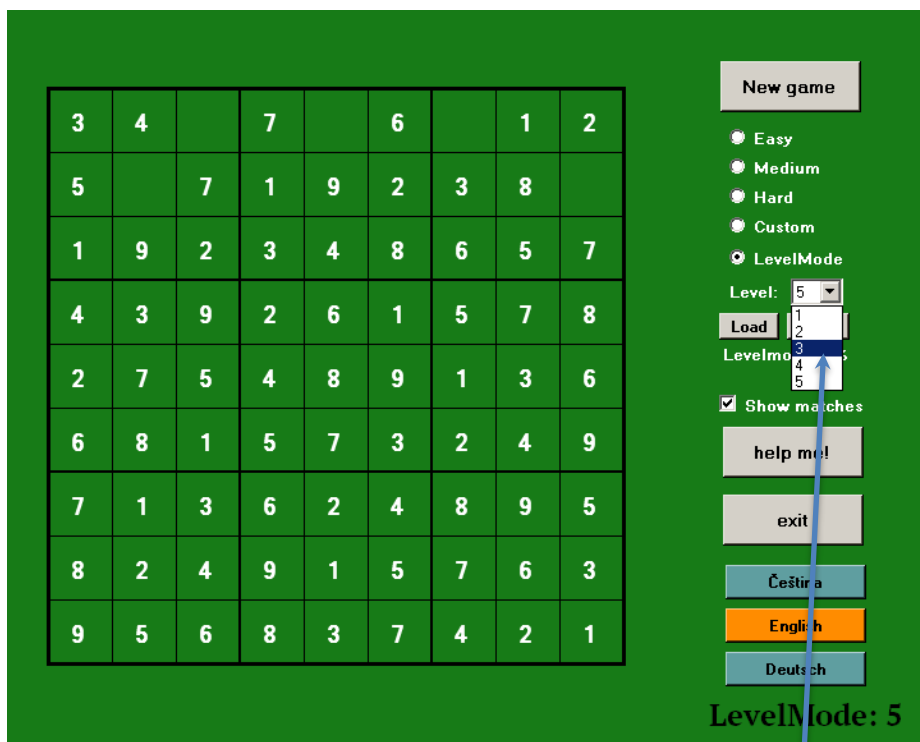 3 4 7 6 1 2
5 7 1 9 2 3 8
1 9 2 3 4 8 6 5 7
4 3 9 2 6 1 5 7 8
2 7 5 4 8 9 1 3 6
6 8 1 5 7 3 2 4 9
7 1 3 6 2 4 8 9 5
8 2 4 9 1 5 7 6 3
9 5 6 8 3 7 4 2 1
New game
Easy
Medium
Hard
Custom
LevelMode
Level: 5
1
2
3
4
5
Load
Show matches
help me!
exit
Čeština
English
Deutsch
LevelMode: 5